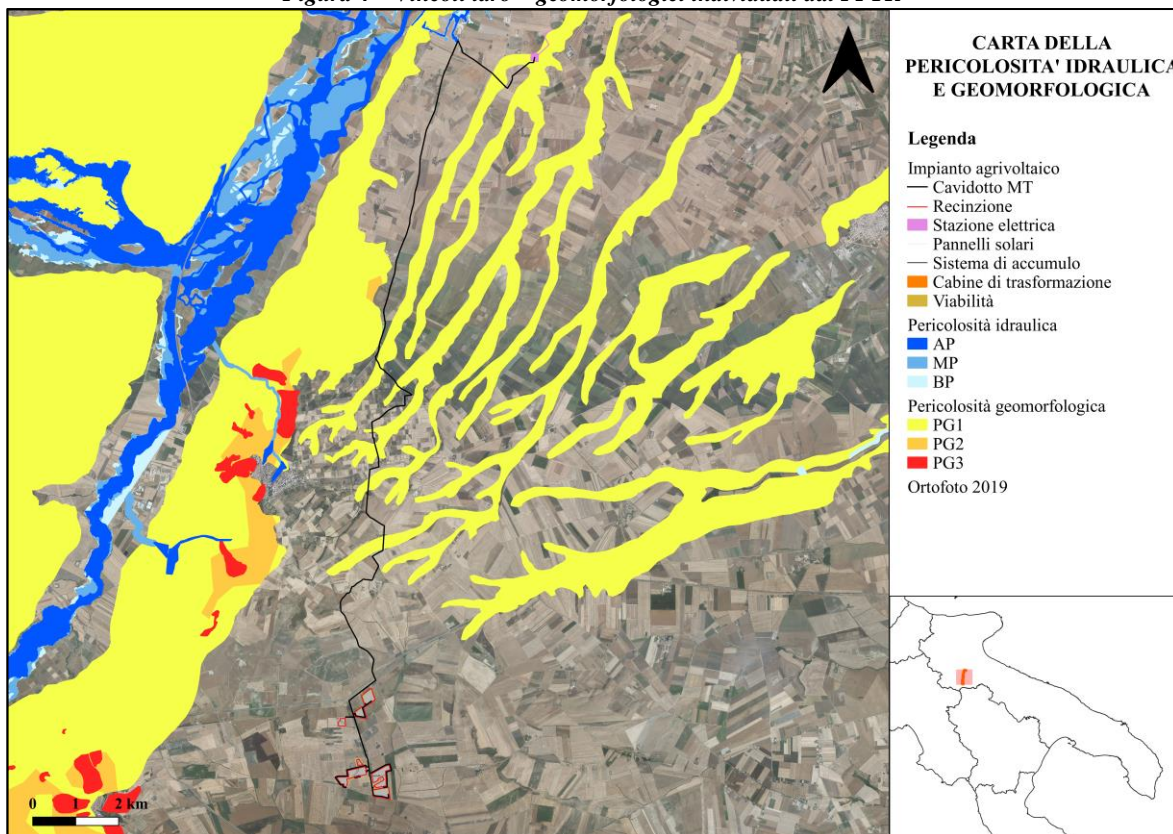 CARTA DELLA
PERICOLOSITA' IDRAULICA
E GEOMORFOLOGICA
Legenda
Impianto agrivoltaico
Cavidotto MT
Recinzione
Stazione elettrica
Pannelli solari
Sistema di accumulo
Cabine di trasformazione
Viabilità
Pericolosità idraulica
AP
MP
BP
Pericolosità geomorfologica
PG1
PG2
PG3
Ortofoto 2019
0 1 2 km